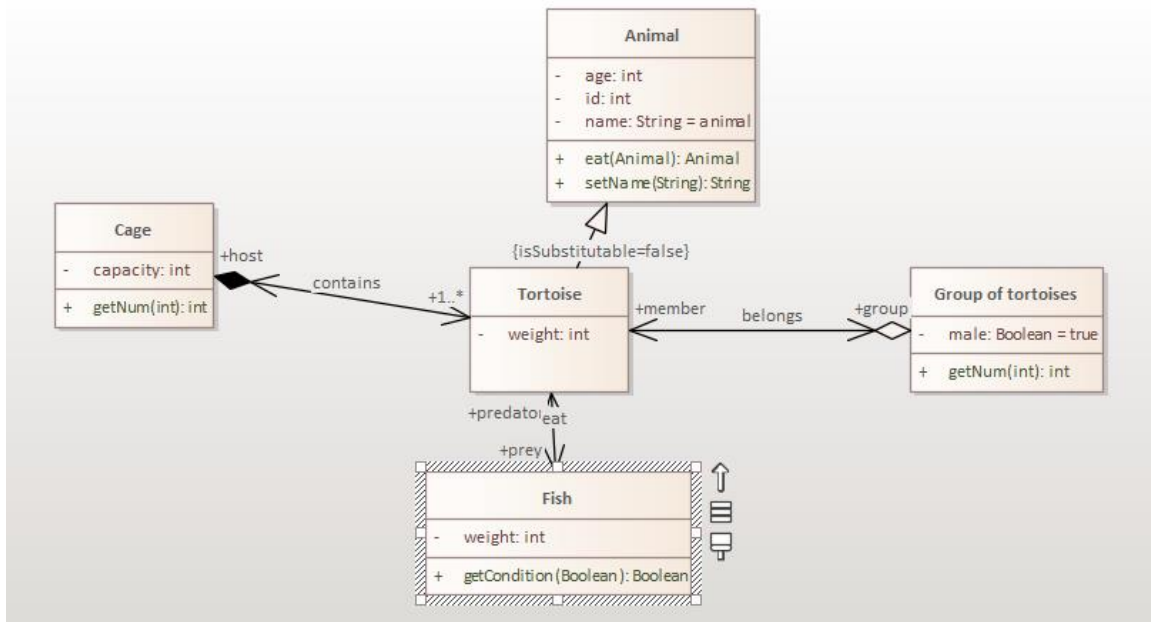 Animal
- age: int
- id: int
- name: String = animal
+ eat(Animal): Animal
+ setName(String): String
Cage
- capacity: int
+ getNum(int): int
+host
contains
+1..*
{isSubstitutable=false}
Tortoise
- weight: int
+member
belongs
+group
Group of tortoises
- male: Boolean = true
+ getNum(int): int
+predator
eat
+prey
Fish
- weight: int
+ getCondition(Boolean): Boolean